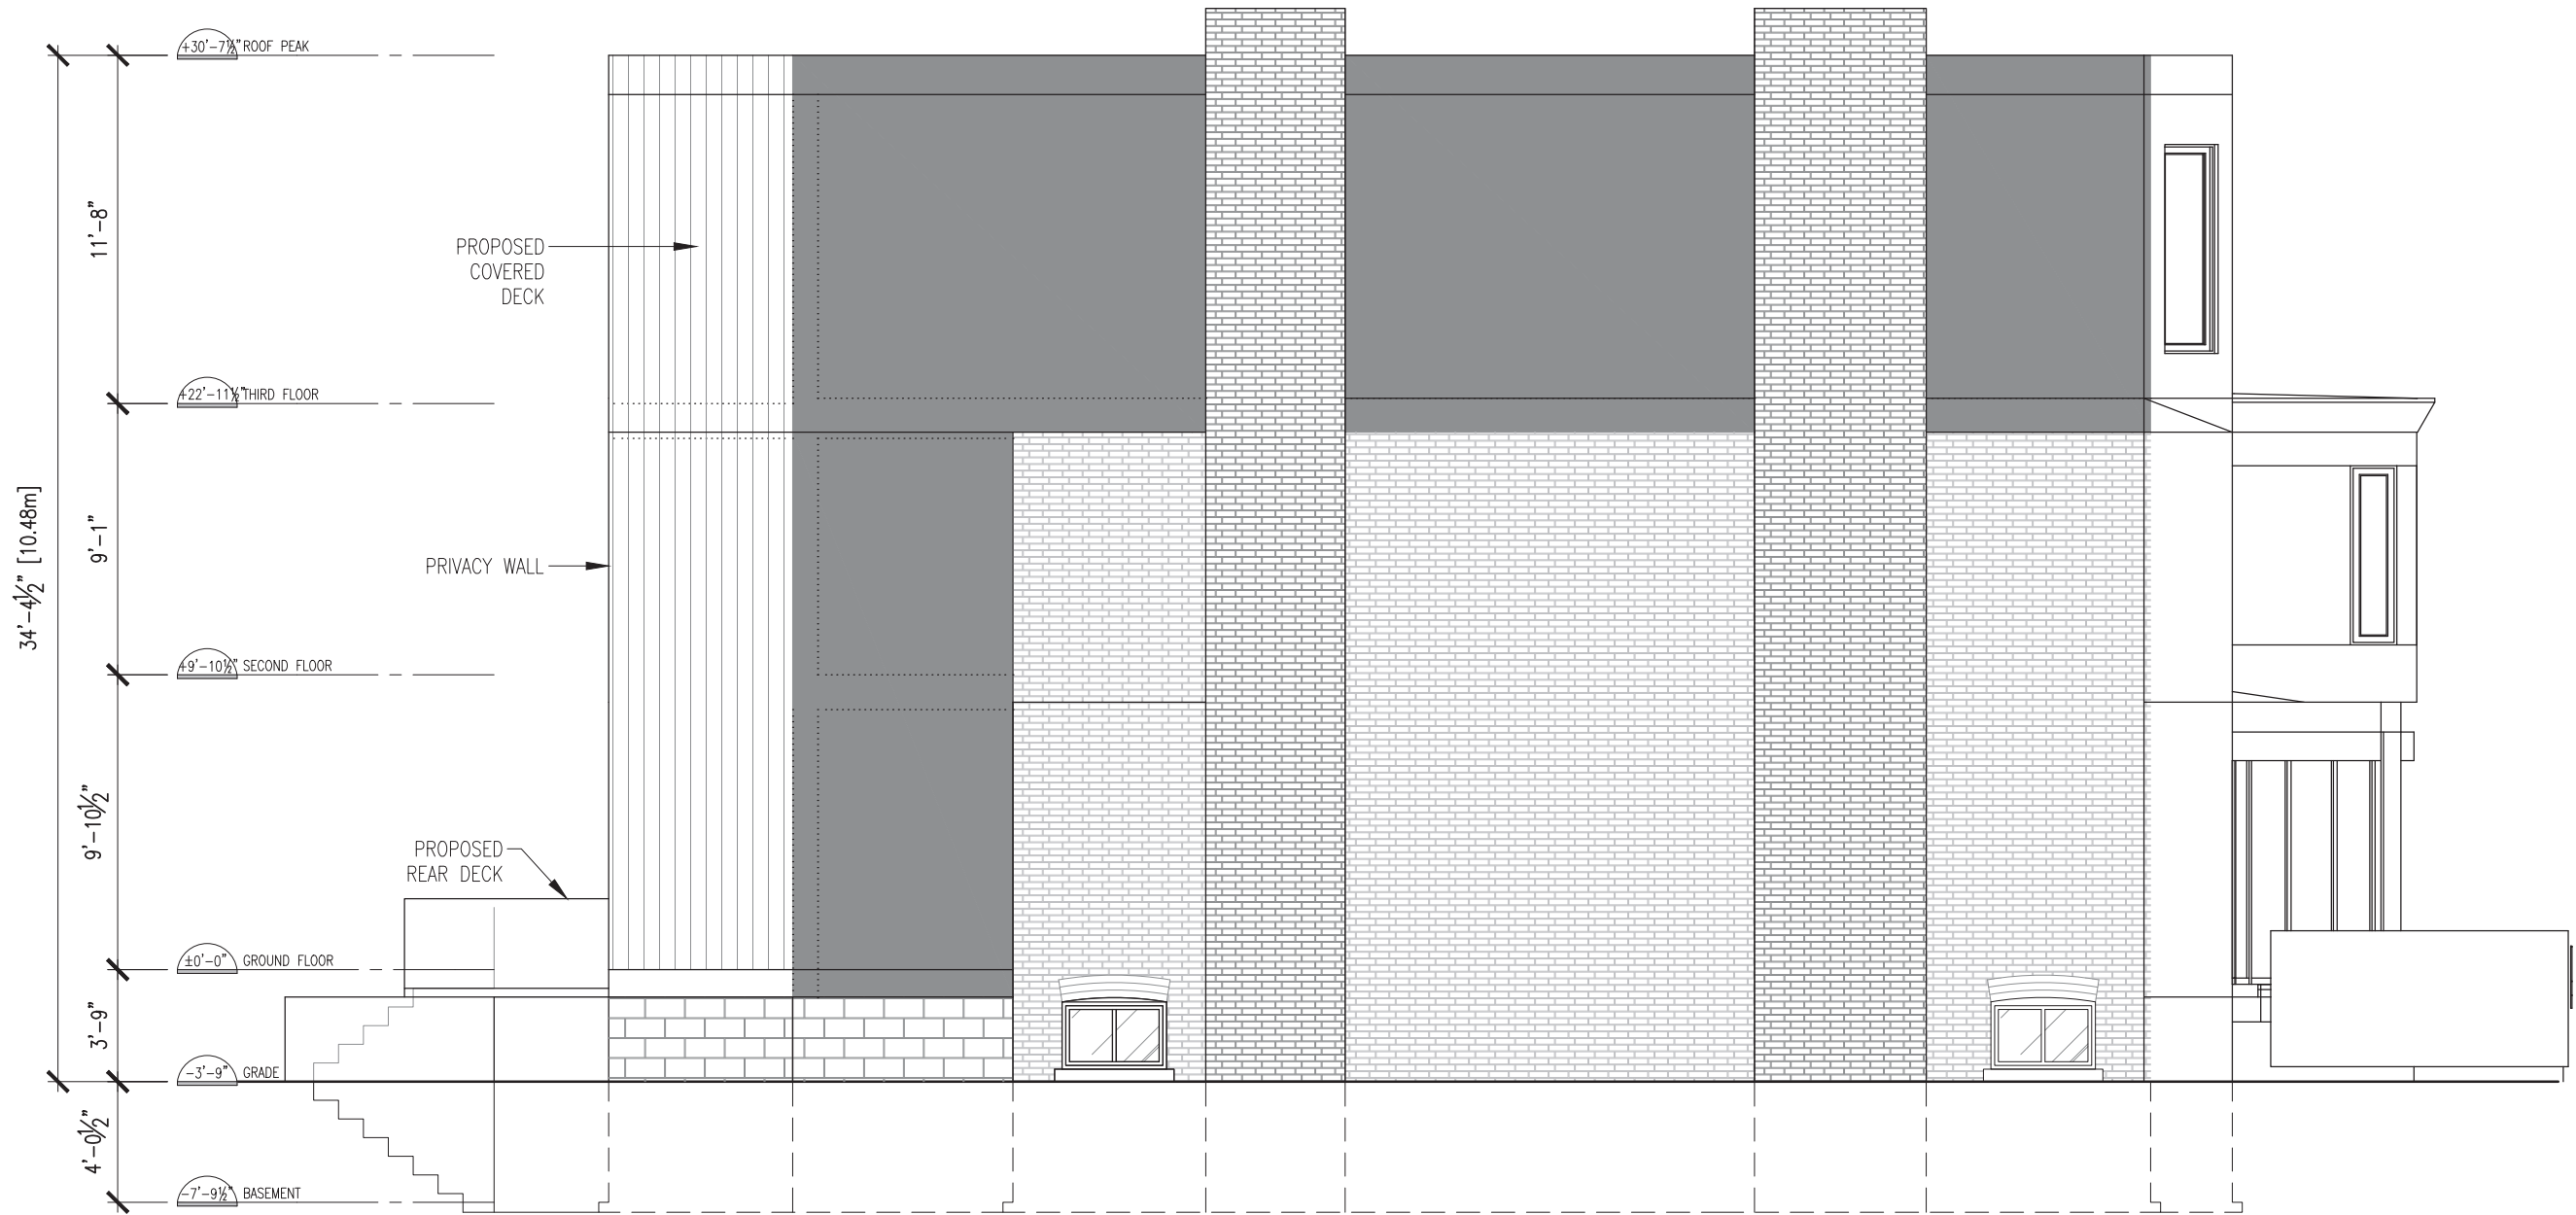 +30'-7½" ROOF PEAK
11'-8"
PROPOSED
COVERED
DECK
+22'-11½" THIRD FLOOR
34'-4½" [10.48m]
9'-1"
PRIVACY WALL
+9'-10½" SECOND FLOOR
9'-10½"
PROPOSED
REAR DECK
±0'-0" GROUND FLOOR
3'-9"
-3'-9" GRADE
4'-0½"
-7'-9½" BASEMENT